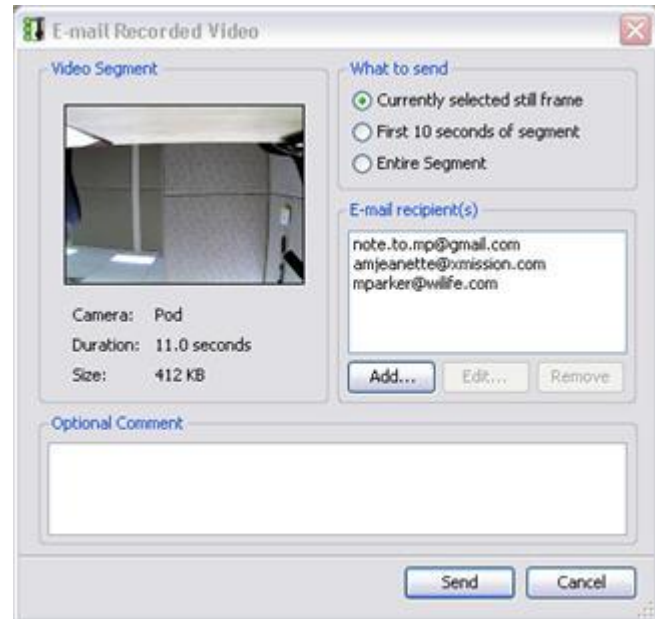 E-mail Recorded Video
Video Segment
Camera: Pod
Duration: 11.0 seconds
Size: 412 KB
What to send
Currently selected still frame
First 10 seconds of segment
Entire Segment
E-mail recipient(s)
note.to.mp@gmail.com
amjeanette@xmission.com
mparker@wilife.com
Add... Edit... Remove
Optional Comment
Send Cancel